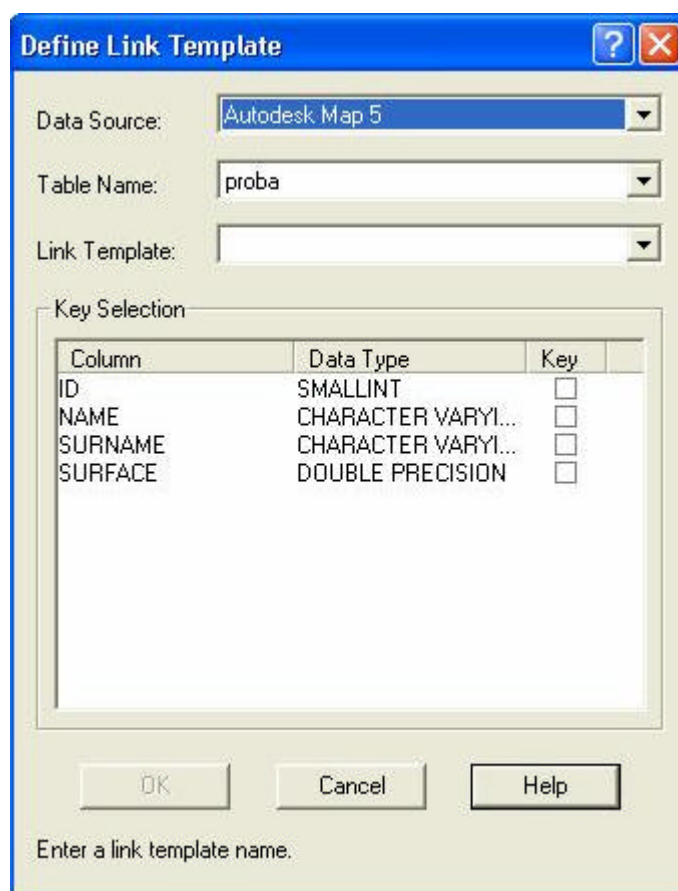 Define Link Template
Data Source: Autodesk Map 5
Table Name: proba
Link Template:
Key Selection
Column Data Type Key
ID SMALLINT
NAME CHARACTER VARYI...
SURNAME CHARACTER VARYI...
SURFACE DOUBLE PRECISION
OK Cancel Help
Enter a link template name.